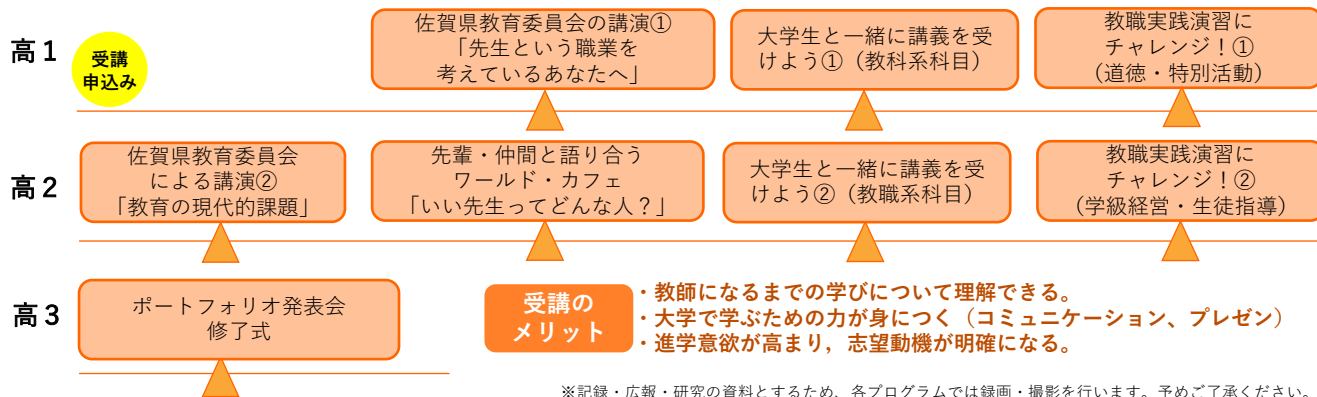 高１
受講
申込み
佐賀県教育委員会の講演①
「先生という職業を
考えているあなたへ」
大学生と一緒に講義を受
けよう①（教科系科目）
教職実践演習に
チャレンジ！①
（道徳・特別活動）
高２
佐賀県教育委員会
による講演②
「教育の現代的課題」
先輩・仲間と語り合う
ワールド・カフェ
「いい先生ってどんな人？」
大学生と一緒に講義を受
けよう②（教職系科目）
教職実践演習に
チャレンジ！②
（学級経営・生徒指導）
高３
ポートフォリオ発表会
修了式
受講の
メリット
・教師になるまでの学びについて理解できる。
・大学で学ぶための力が身につく（コミュニケーション、プレゼン）
・進学意欲が高まり，志望動機が明確になる。
※記録・広報・研究の資料とするため、各プログラムでは録画・撮影を行います。予めご了承ください。